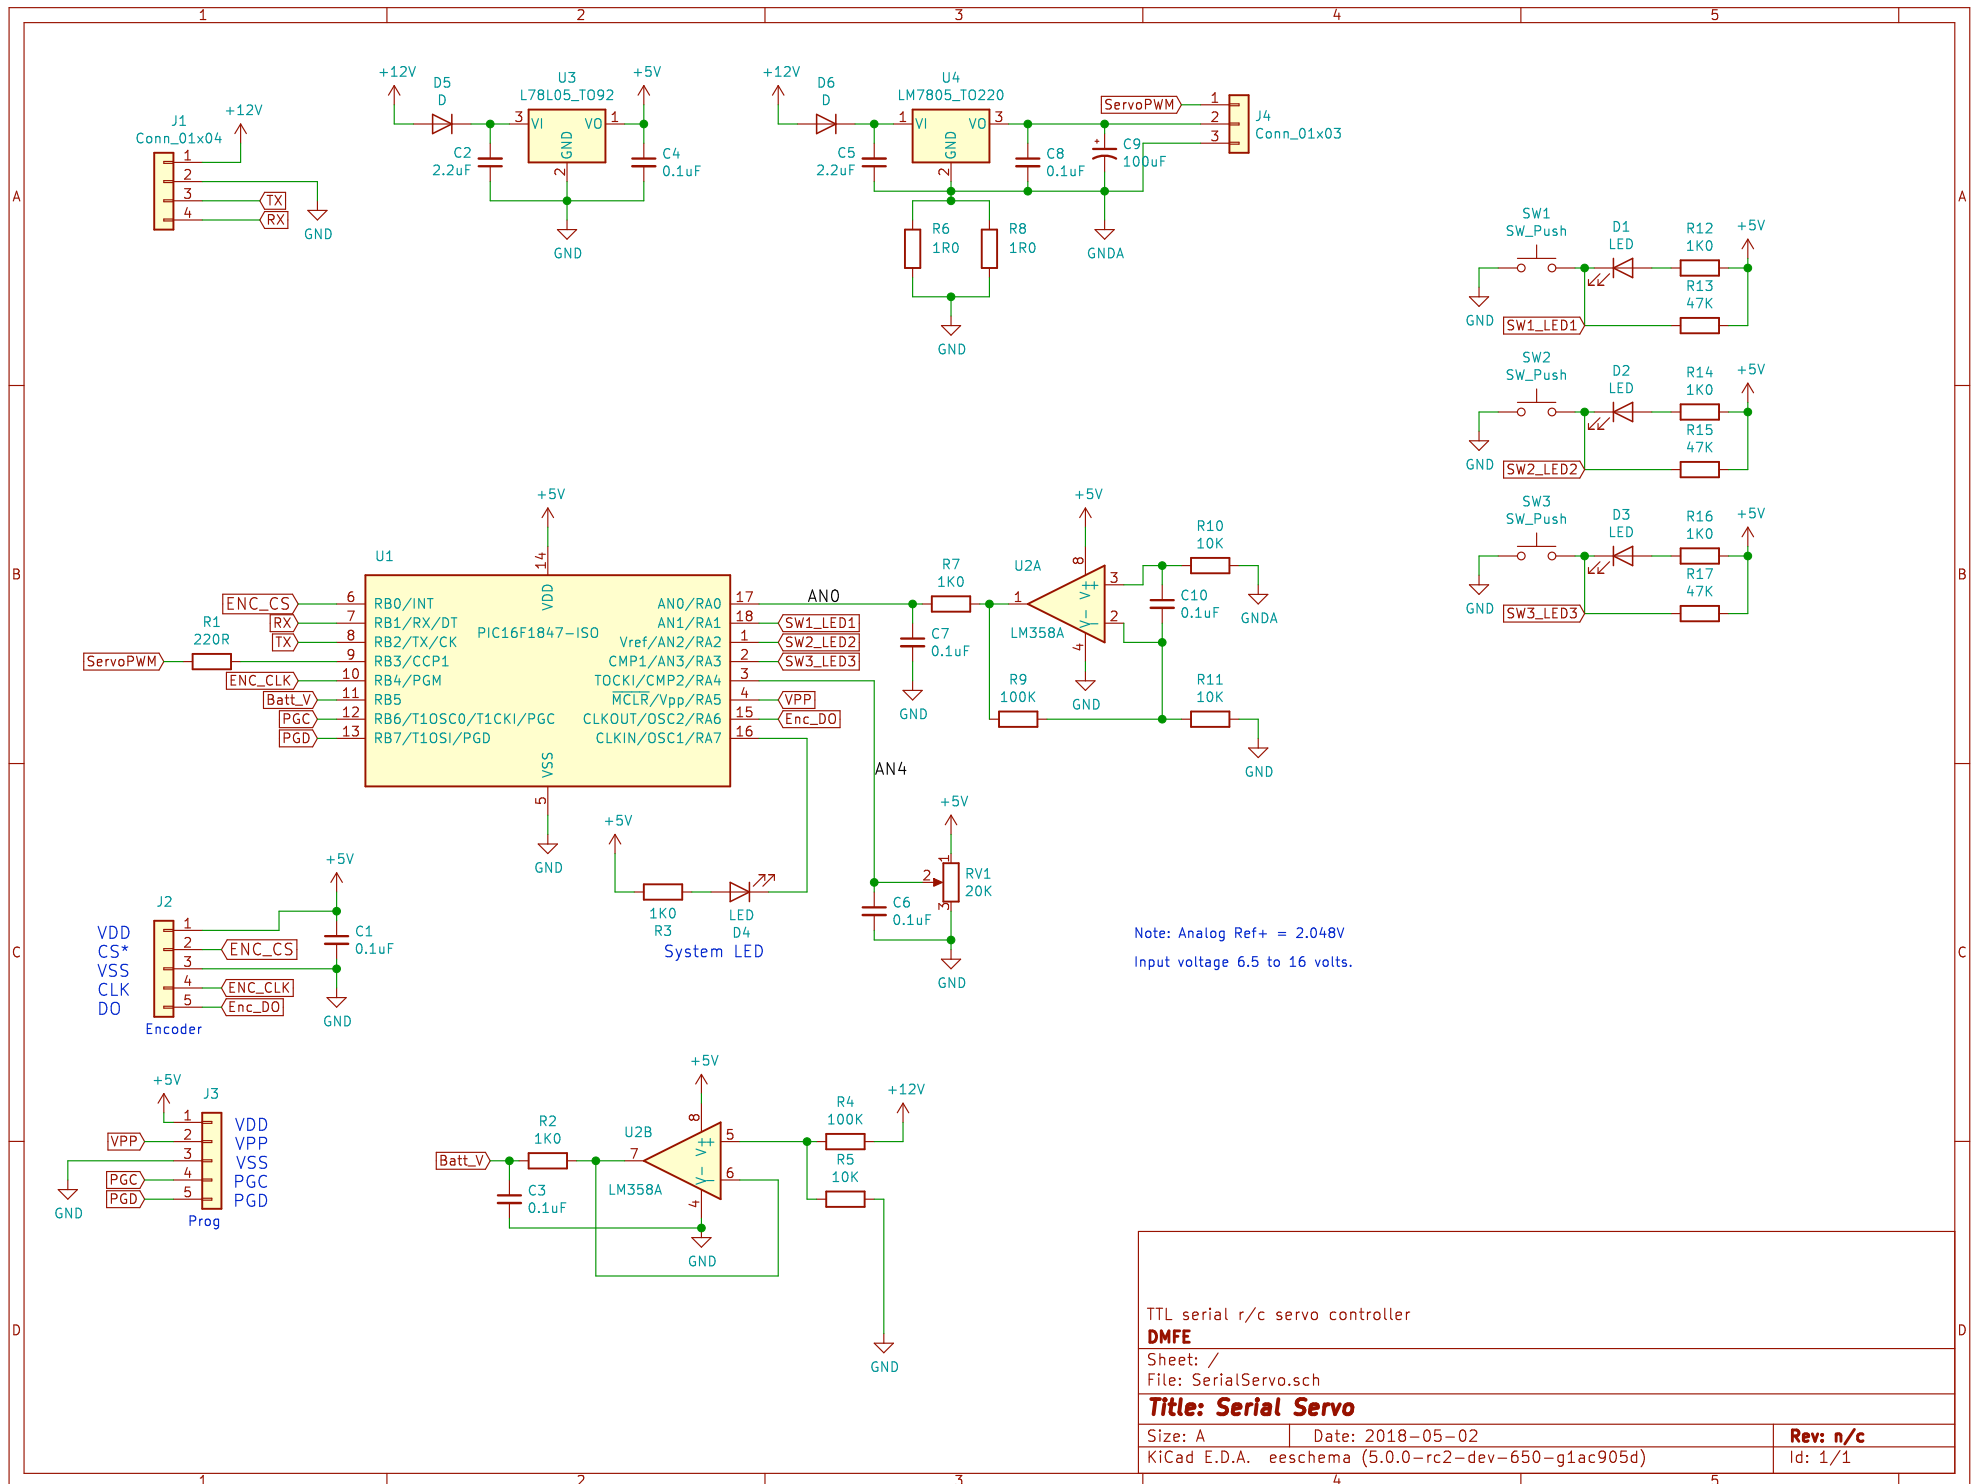 1 2 3 4 5
A
B
C
D
A
B
C
D
1 2 3 4 5
J1
Conn_01x04
+12V
1
2
3
4
TX
RX
GND
+12V
D5
D
U3
L78L05_TO92
+5V
3 VI VO 1
GND
2
C2
2.2uF
C4
0.1uF
GND
+12V
D6
D
U4
LM7805_TO220
1 VI VO 3
GND
2
C5
2.2uF
C8
0.1uF
C9
100uF
+
ServoPWM
1
2
3
J4
Conn_01x03
R6
1R0
R8
1R0
GNDA
GND
SW1
SW_Push
D1
LED
R12
1K0
+5V
R13
47K
GND
SW1_LED1
SW2
SW_Push
D2
LED
R14
1K0
+5V
R15
47K
GND
SW2_LED2
SW3
SW_Push
D3
LED
R16
1K0
+5V
R17
47K
GND
SW3_LED3
+5V
14
U1
VDD
PIC16F1847-ISO
ENC_CS 6 RB0/INT
RX 7 RB1/RX/DT
TX 8 RB2/TX/CK
R1
220R
ServoPWM 9 RB3/CCP1
ENC_CLK 10 RB4/PGM
Batt_V 11 RB5
PGC 12 RB6/T1OSC0/T1CKI/PGC
PGD 13 RB7/T1OSI/PGD
AN0/RA0 17 AN0
AN1/RA1 18 SW1_LED1
Vref/AN2/RA2 1 SW2_LED2
CMP1/AN3/RA3 2 SW3_LED3
TOCKI/CMP2/RA4 3
MCLR/Vpp/RA5 4 VPP
CLKOUT/OSC2/RA6 15 Enc_DO
CLKIN/OSC1/RA7 16
VSS
5
GND
R7
1K0
C7
0.1uF
GND
+5V
U2A
LM358A
8
V+
+
V-
-
4
1
3
2
GND
R10
10K
C10
0.1uF
GNDA
R9
100K
R11
10K
GND
AN4
+5V
1
2
3
RV1
20K
C6
0.1uF
GND
+5V
1K0
R3
LED
D4
System LED
+5V
J2
VDD 1
CS* 2 ENC_CS
VSS 3
CLK 4 ENC_CLK
DO 5 Enc_DO
C1
0.1uF
GND
Encoder
Note: Analog Ref+ = 2.048V
Input voltage 6.5 to 16 volts.
+5V
J3
1 VDD
VPP 2 VPP
3 VSS
PGC 4 PGC
PGD 5 PGD
GND
Prog
Batt_V
R2
1K0
C3
0.1uF
+5V
U2B
LM358A
8
V+
+
V-
-
4
7
5
6
GND
R4
100K
R5
10K
+12V
GND
TTL serial r/c servo controller
DMFE
Sheet: /
File: SerialServo.sch
Title: Serial Servo
Size: A Date: 2018-05-02 Rev: n/c
KiCad E.D.A. eeschema (5.0.0-rc2-dev-650-g1ac905d) Id: 1/1